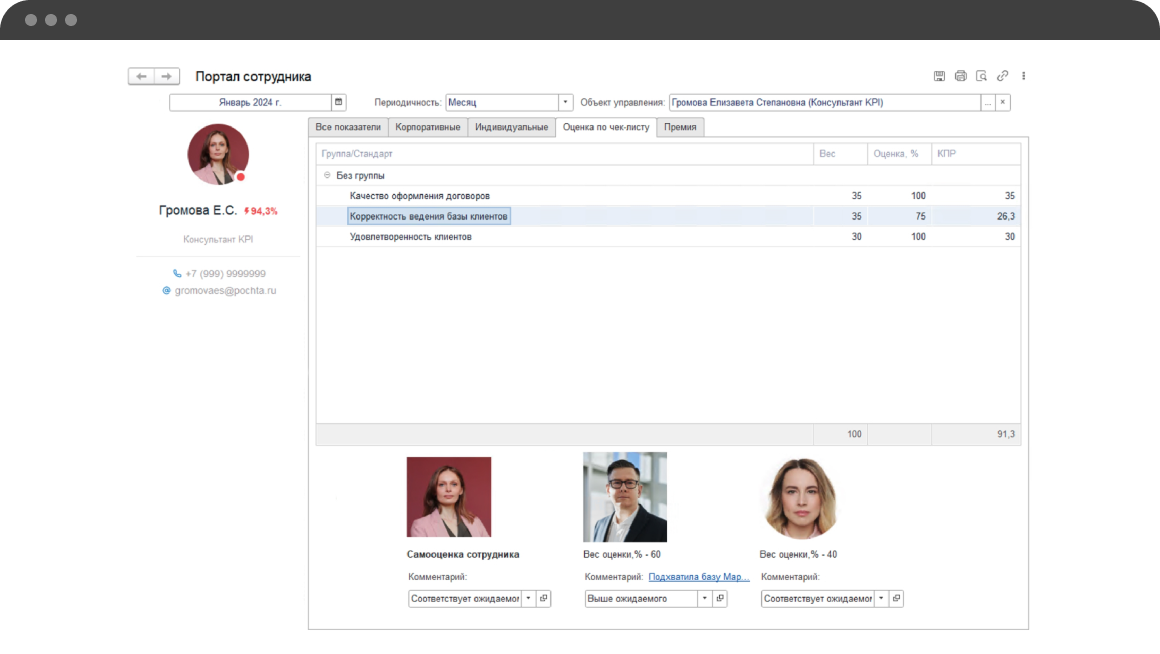 Портал сотрудника
Январь 2024 г. Периодичность: Месяц Объект управления: Громова Елизавета Степановна (Консультант KPI) ... ×
Все показатели Корпоративные Индивидуальные Оценка по чек-листу Премия
Группа/Стандарт Вес Оценка, % КПР
Без группы
Качество оформления договоров 35 100 35
Корректность ведения базы клиентов 35 75 26,3
Удовлетворенность клиентов 30 100 30
100 91,3
Громова Е.С. 94,3%
Консультант KPI
+7 (999) 9999999
gromovaes@pochta.ru
Самооценка сотрудника Вес оценки,% - 60 Вес оценки,% - 40
Комментарий: Комментарий: Подхватила базу Мар... Комментарий:
Соответствует ожидаемог Выше ожидаемого Соответствует ожидаемог